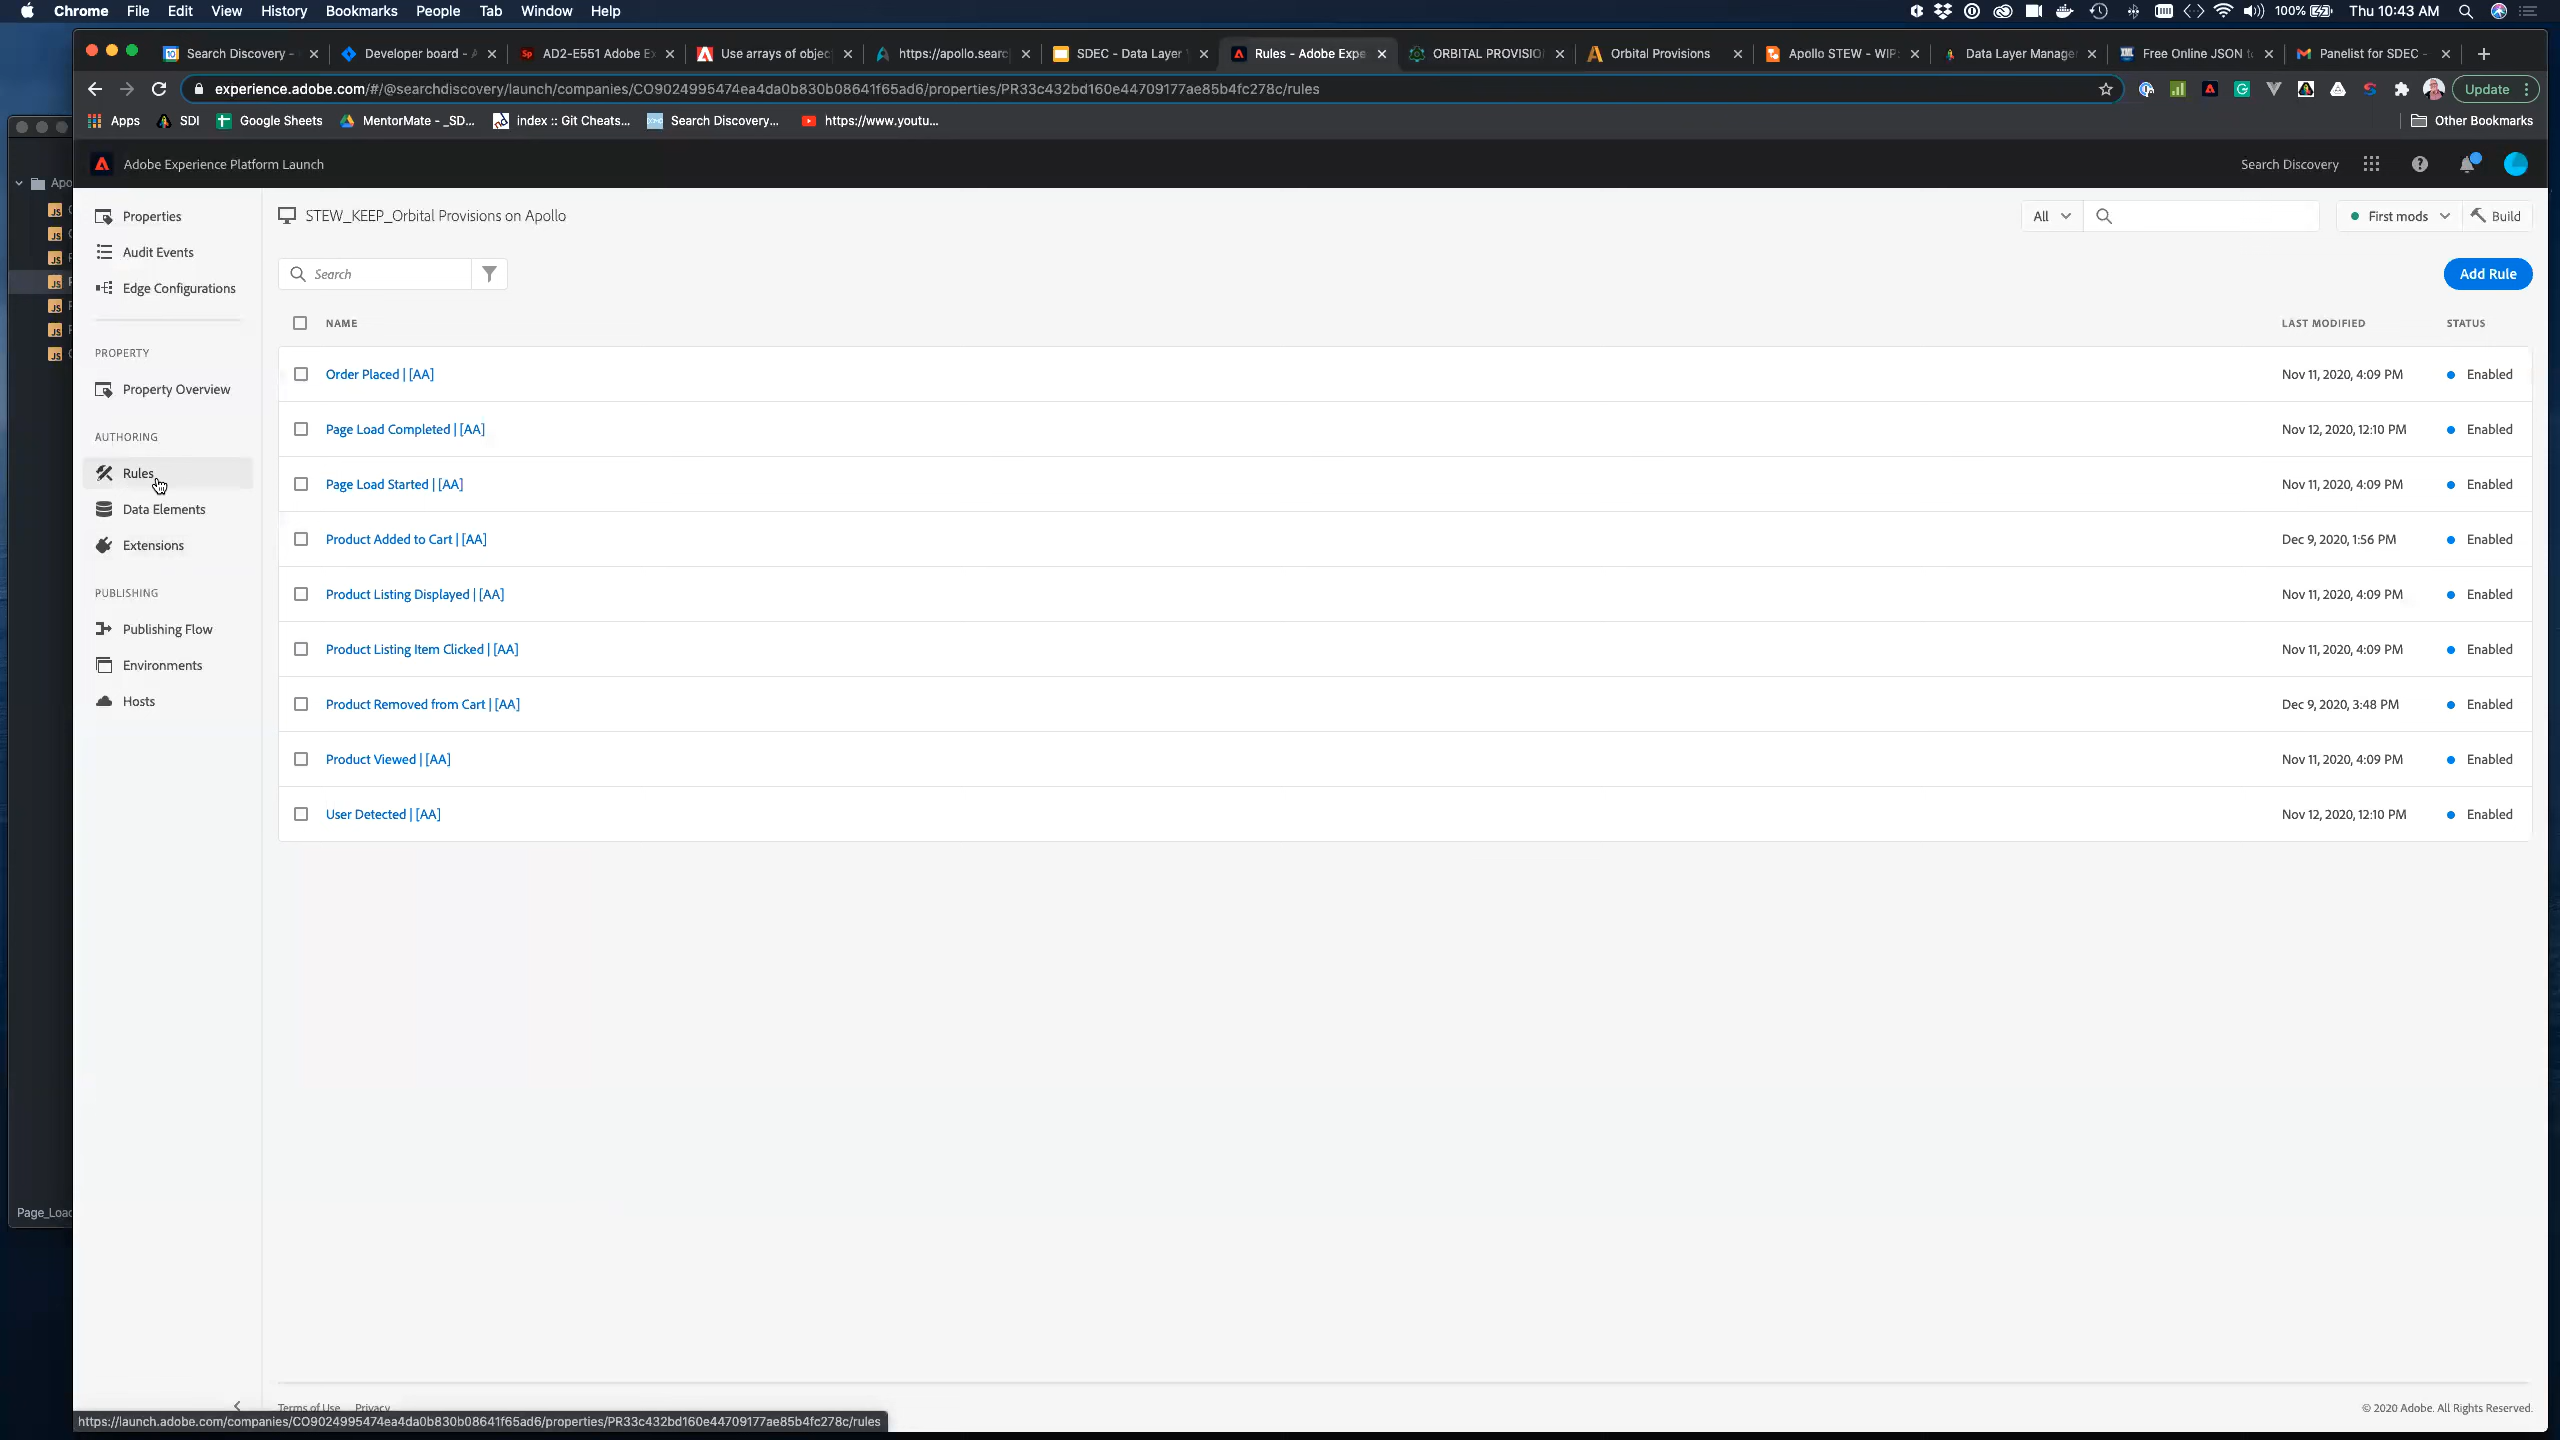 Chrome File Edit View History Bookmarks People Tab Window Help 100% Thu 10:43 AM
Search Discovery - Developer board - A AD2-E551 Adobe Ex Use arrays of objec https://apollo.searc SDEC - Data Layer Rules - Adobe Expe ORBITAL PROVISIO Orbital Provisions Apollo STEW - WIP: Data Layer Manage Free Online JSON to Panelist for SDEC -
experience.adobe.com/#/@searchdiscovery/launch/companies/CO9024995474ea4da0b830b08641f65ad6/properties/PR33c432bd160e44709177ae85b4fc278c/rules Update
Apps SDI Google Sheets MentorMate - _SD... index :: Git Cheats... Search Discovery... https://www.youtu... Other Bookmarks
Adobe Experience Platform Launch Search Discovery
Apo
Properties
STEW_KEEP_Orbital Provisions on Apollo All First mods Build
Audit Events
Search Add Rule
Edge Configurations
NAME LAST MODIFIED STATUS
PROPERTY
Order Placed | [AA] Nov 11, 2020, 4:09 PM Enabled
Property Overview
Page Load Completed | [AA] Nov 12, 2020, 12:10 PM Enabled
AUTHORING
Rules
Page Load Started | [AA] Nov 11, 2020, 4:09 PM Enabled
Data Elements
Product Added to Cart | [AA] Dec 9, 2020, 1:56 PM Enabled
Extensions
Product Listing Displayed | [AA] Nov 11, 2020, 4:09 PM Enabled
PUBLISHING
Publishing Flow
Product Listing Item Clicked | [AA] Nov 11, 2020, 4:09 PM Enabled
Environments
Product Removed from Cart | [AA] Dec 9, 2020, 3:48 PM Enabled
Hosts
Product Viewed | [AA] Nov 11, 2020, 4:09 PM Enabled
User Detected | [AA] Nov 12, 2020, 12:10 PM Enabled
Page_Loa
Terms of Use Privacy © 2020 Adobe. All Rights Reserved.
https://launch.adobe.com/companies/CO9024995474ea4da0b830b08641f65ad6/properties/PR33c432bd160e44709177ae85b4fc278c/rules